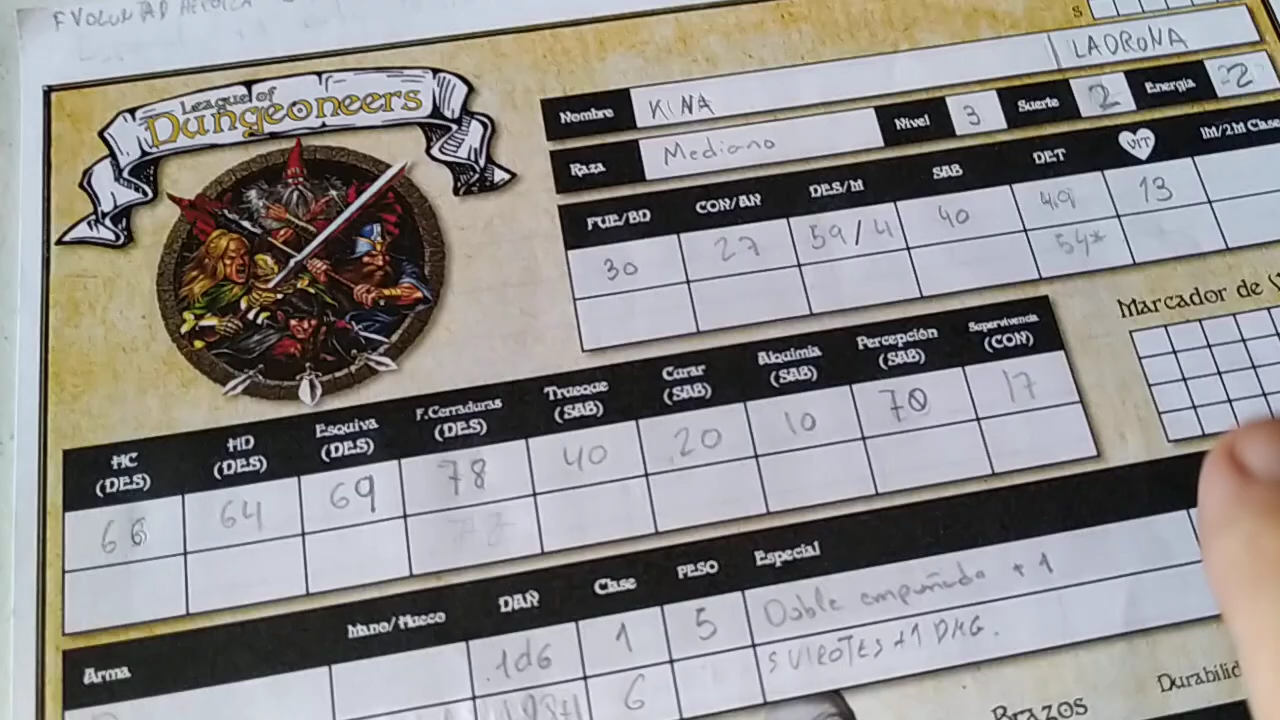 FVOLUNTAD HEROICA
S
League of
Dungeoneers
LADRONA
Nombre KINA
Raza Mediano Nivel 3 Suerte 2 Energía 2
FUE/BD CON/AN DES/M SAB DET VIT 1M/2M Clase
30 27 59/4 40 49 13
54*
Marcador de
HC (DES) HD (DES) Esquiva (DES) F.Cerraduras (DES) Trueque (SAB) Curar (SAB) Alquimia (SAB) Percepción (SAB) Supervivencia (CON)
66 64 69 78 40 20 10 70 17
Arma Mano/Hueco DAÑ Clase PESO Especial
1d6 1 5 Doble empuñado +1
6 5 VIROTES +1 DMG.
Brazos
Durabilid